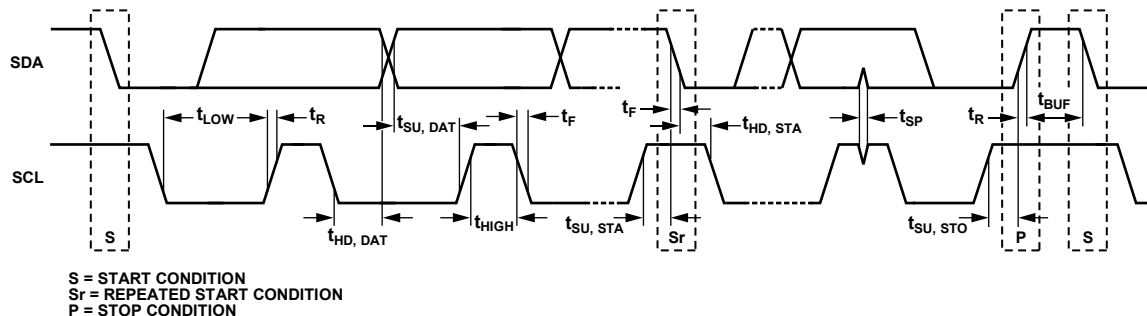 SDA
tLOW
tR
tSU, DAT
tF
tF
tHD, STA
tSP
tR
tBUF
SCL
tHD, DAT
tHIGH
tSU, STA
tSU, STO
S
Sr
P
S
S = START CONDITION
Sr = REPEATED START CONDITION
P = STOP CONDITION